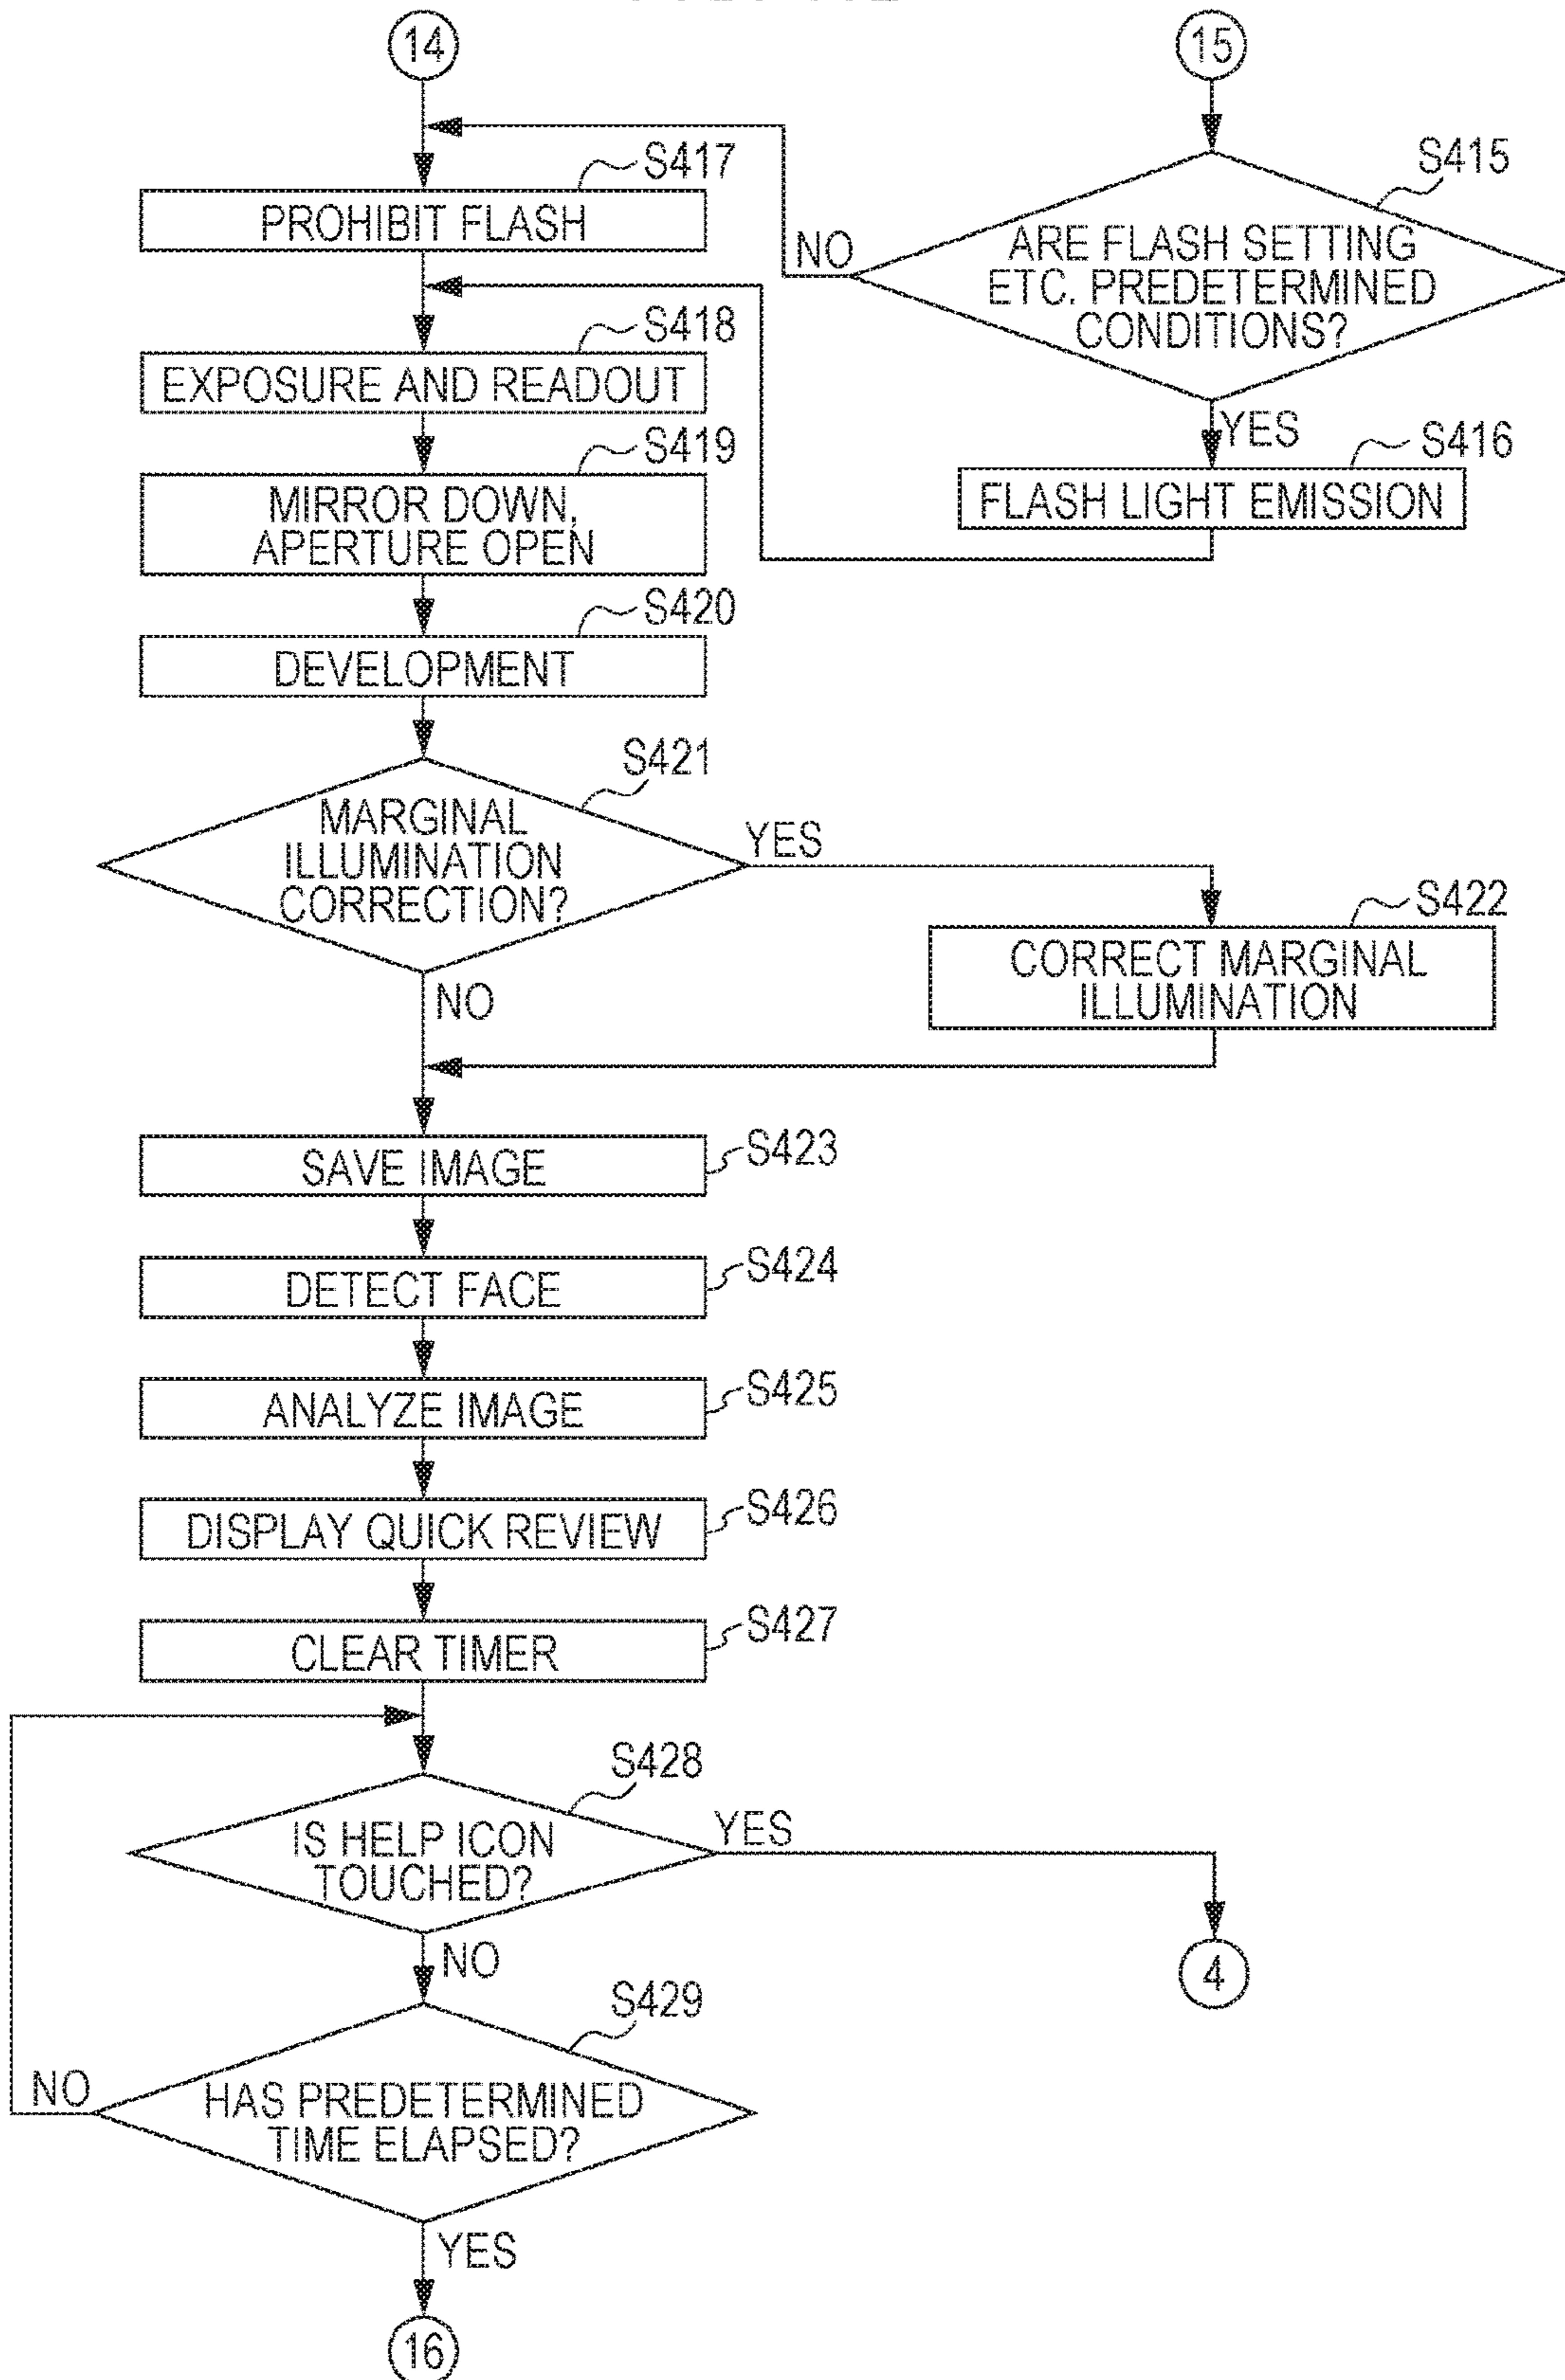 14
15
S417
PROHIBIT FLASH
S415
ARE FLASH SETTING
ETC. PREDETERMINED
CONDITIONS?
NO
YES
S416
FLASH LIGHT EMISSION
S418
EXPOSURE AND READOUT
S419
MIRROR DOWN,
APERTURE OPEN
S420
DEVELOPMENT
S421
MARGINAL
ILLUMINATION
CORRECTION?
YES
NO
S422
CORRECT MARGINAL
ILLUMINATION
S423
SAVE IMAGE
S424
DETECT FACE
S425
ANALYZE IMAGE
S426
DISPLAY QUICK REVIEW
S427
CLEAR TIMER
S428
IS HELP ICON
TOUCHED?
YES
NO
4
S429
HAS PREDETERMINED
TIME ELAPSED?
NO
YES
16